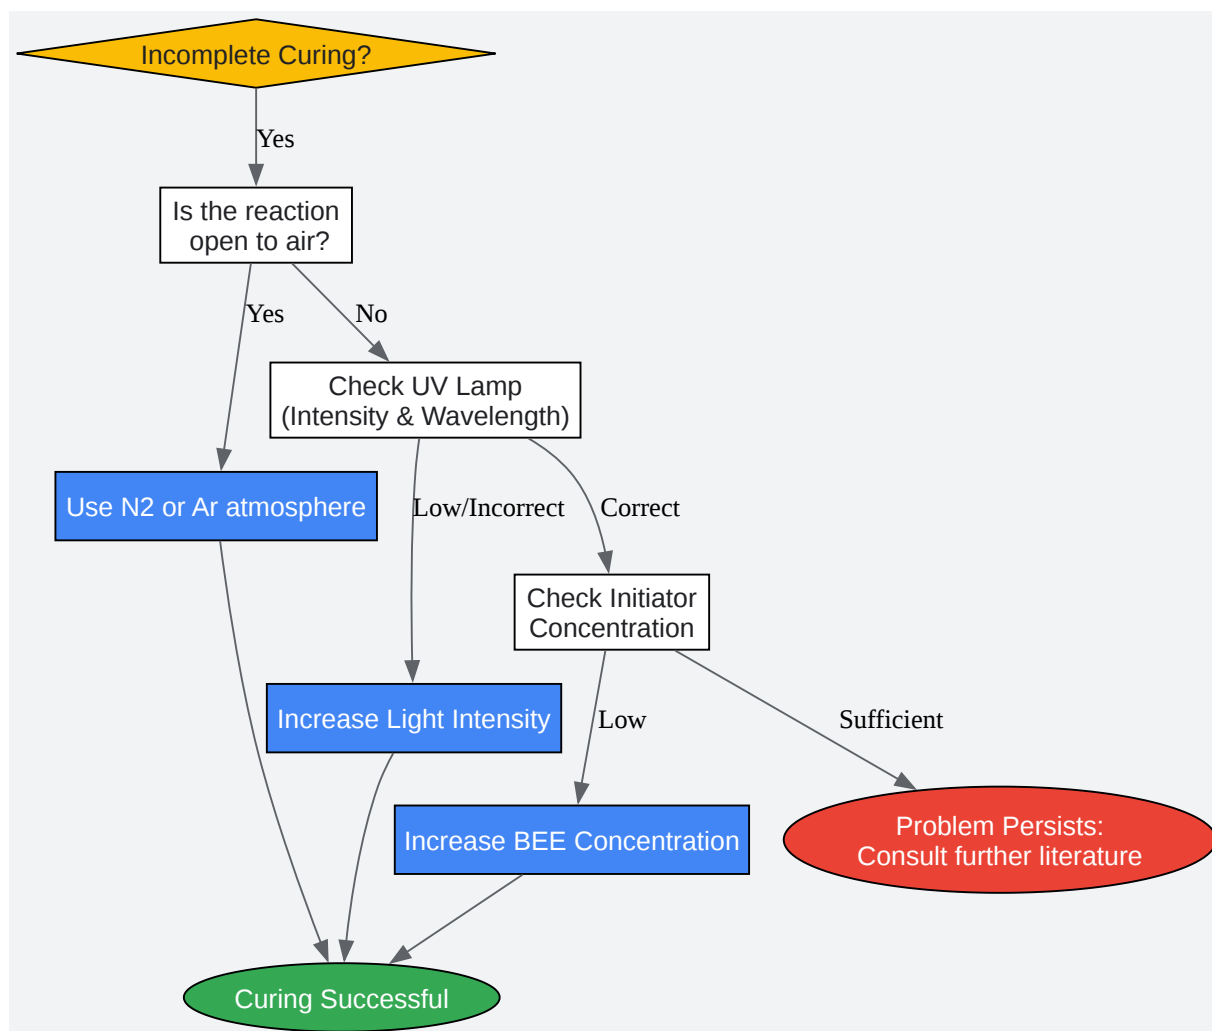 Incomplete Curing?
Yes
Is the reaction
open to air?
Yes
No
Check UV Lamp
(Intensity & Wavelength)
Use N2 or Ar atmosphere
Low/Incorrect
Correct
Check Initiator
Concentration
Increase Light Intensity
Low
Sufficient
Increase BEE Concentration
Problem Persists:
Consult further literature
Curing Successful